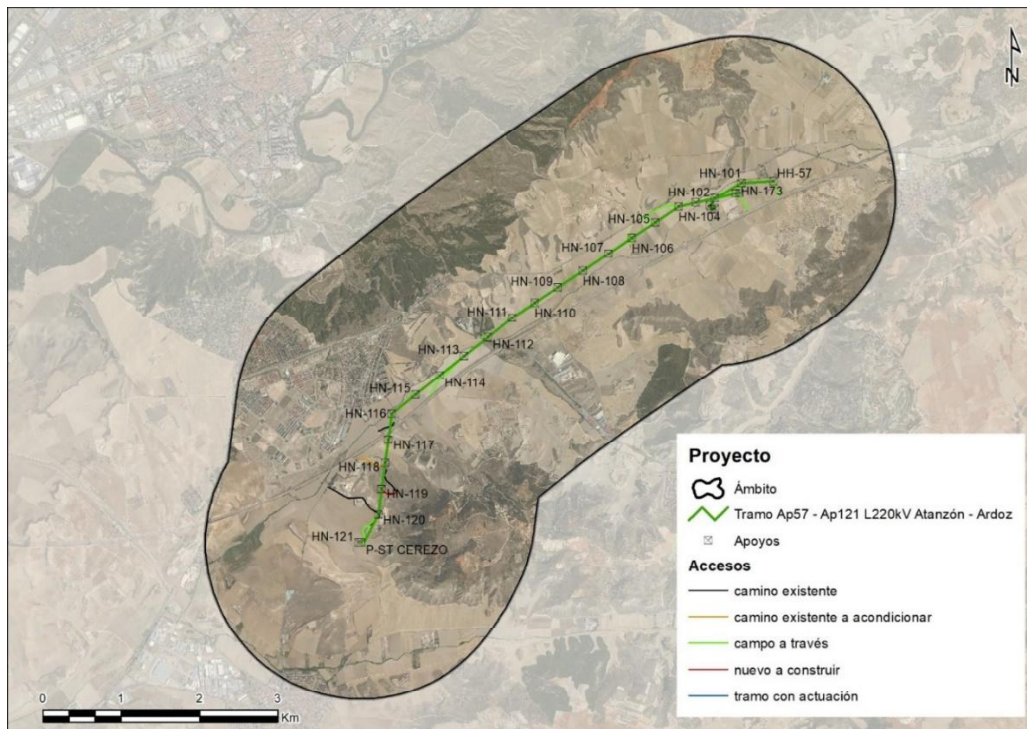 N
HN-101
HH-57
HN-102
HN-173
HN-105
HN-104
HN-107
HN-106
HN-109
HN-108
HN-111
HN-110
HN-113
HN-112
HN-115
HN-114
HN-116
HN-117
HN-118
HN-119
HN-120
HN-121
P-ST CEREZO
Proyecto
Ámbito
Tramo Ap57 - Ap121 L220kV Atanzón - Ardoz
Apoyos
Accesos
camino existente
camino existente a acondicionar
campo a través
nuevo a construir
tramo con actuación
0 1 2 3
Km